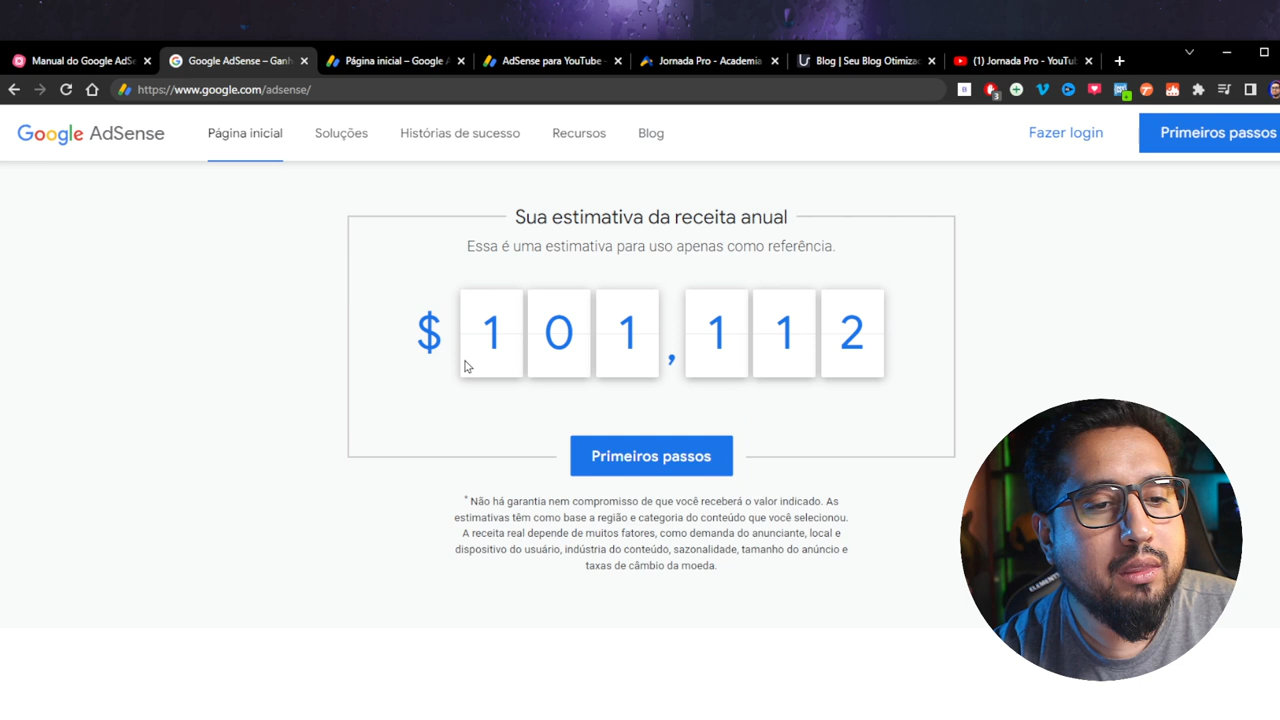 Manual do Google AdSe
Google AdSense – Ganh
Página inicial – Google A
AdSense para YouTube -
Jornada Pro - Academia
Blog | Seu Blog Otimizac
(1) Jornada Pro - YouTub
https://www.google.com/adsense/
3
Google AdSense
Página inicial
Soluções
Histórias de sucesso
Recursos
Blog
Fazer login
Primeiros passos
Sua estimativa da receita anual
Essa é uma estimativa para uso apenas como referência.
$ 101,112
Primeiros passos
* Não há garantia nem compromisso de que você receberá o valor indicado. As
estimativas têm como base a região e categoria do conteúdo que você selecionou.
A receita real depende de muitos fatores, como demanda do anunciante, local e
dispositivo do usuário, indústria do conteúdo, sazonalidade, tamanho do anúncio e
taxas de câmbio da moeda.